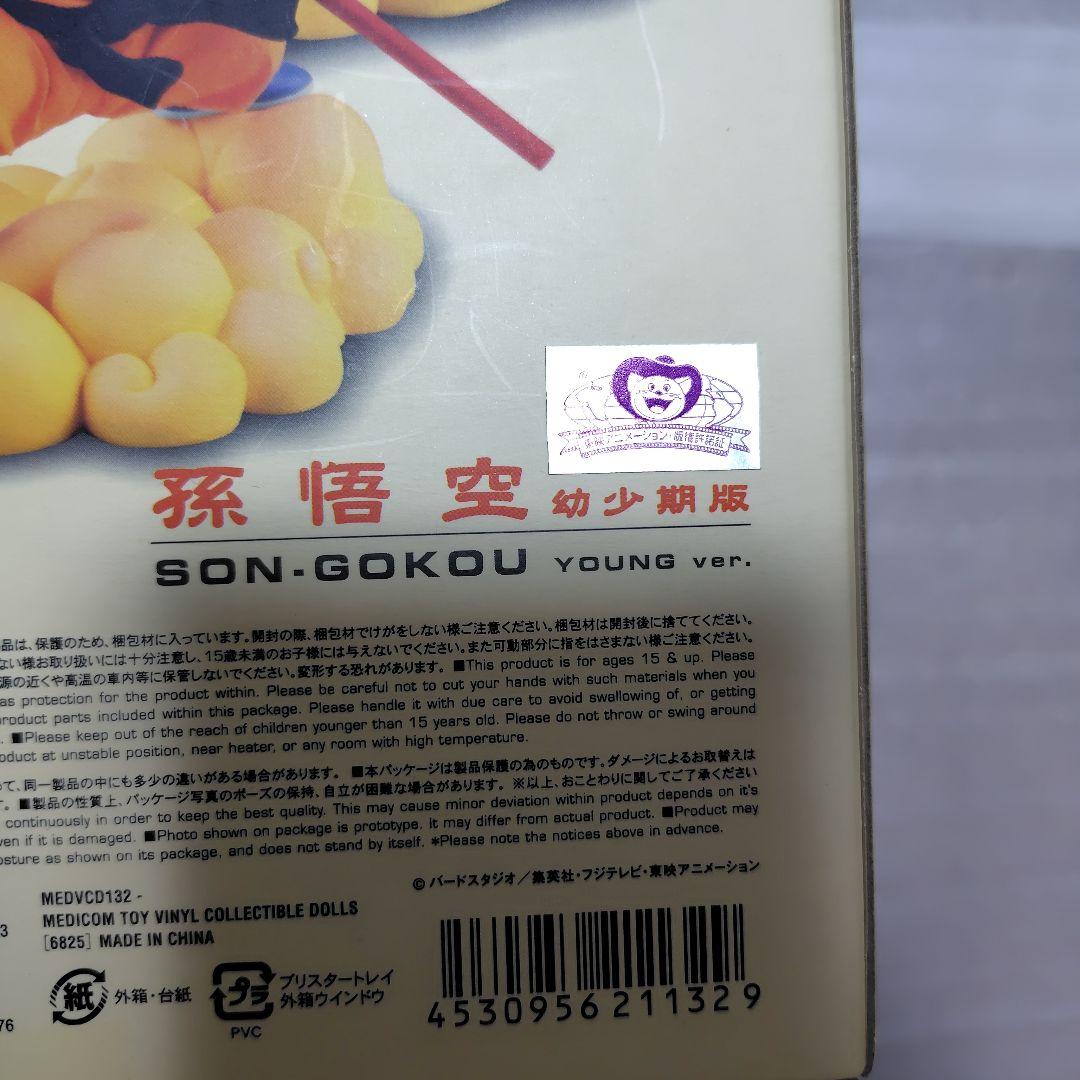 東映アニメーション・版権許諾証
孫悟空 幼少期版
SON-GOKOU YOUNG ver.
品は、保護のため、梱包材に入っています。開封の際、梱包材でけがをしない様ご注意ください。梱包材は開封後に捨ててください。
ない様お取り扱いには十分注意し、15歳未満のお子様には与えないでください。また可動部分に指をはさまない様ご注意ください。
源の近くや高温の車内等に保管しないでください。変形する恐れがあります。 ■This product is for ages 15 & up. Please
as protection for the product within. Please be careful not to cut your hands with such materials when you
product parts included within this package. Please handle it with due care to avoid swallowing of, or getting
. ■Please keep out of the reach of children younger than 15 years old. Please do not throw or swing around
oduct at unstable position, near heater, or any room with high temperature.
って、同一製品の中にも多少の違いがある場合があります。 ■本パッケージは製品保護の為のものです。ダメージによるお取替えは
す。 ■製品の性質上、パッケージ写真のポーズの保持、自立が困難な場合があります。 ※以上、おことわりに関してご了承ください
continuously in order to keep the best quality. This may cause minor deviation within product depends on it's
ven if it is damaged. ■Photo shown on package is prototype. It may differ from actual product. ■Product may
osture as shown on its package, and does not stand by itself. *Please note the notices above in advance.
© バードスタジオ／集英社・フジテレビ・東映アニメーション
MEDVCD132 -
3 MEDICOM TOY VINYL COLLECTIBLE DOLLS
[6825] MADE IN CHINA
紙 外箱・台紙
プラ ブリスタートレイ
外箱ウインドウ
PVC
76
4530956211329